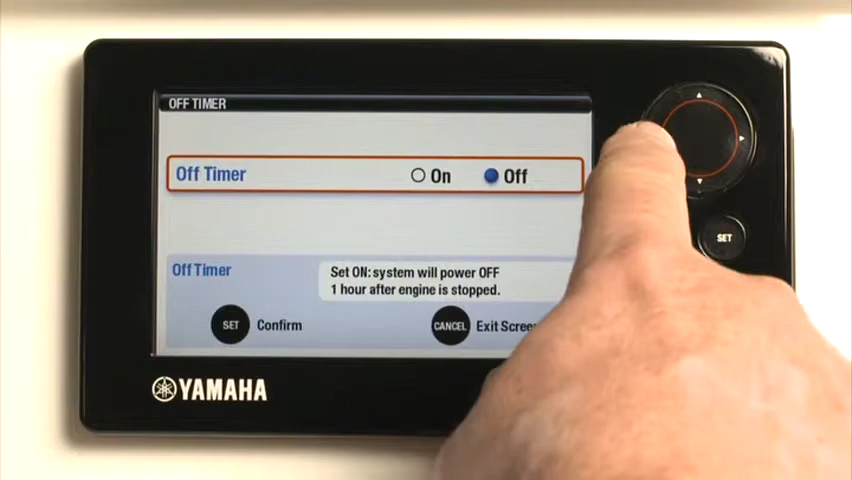 OFF TIMER
Off Timer On Off
Off Timer
Set ON: system will power OFF
1 hour after engine is stopped.
SET Confirm
CANCEL Exit Screen
YAMAHA
SET